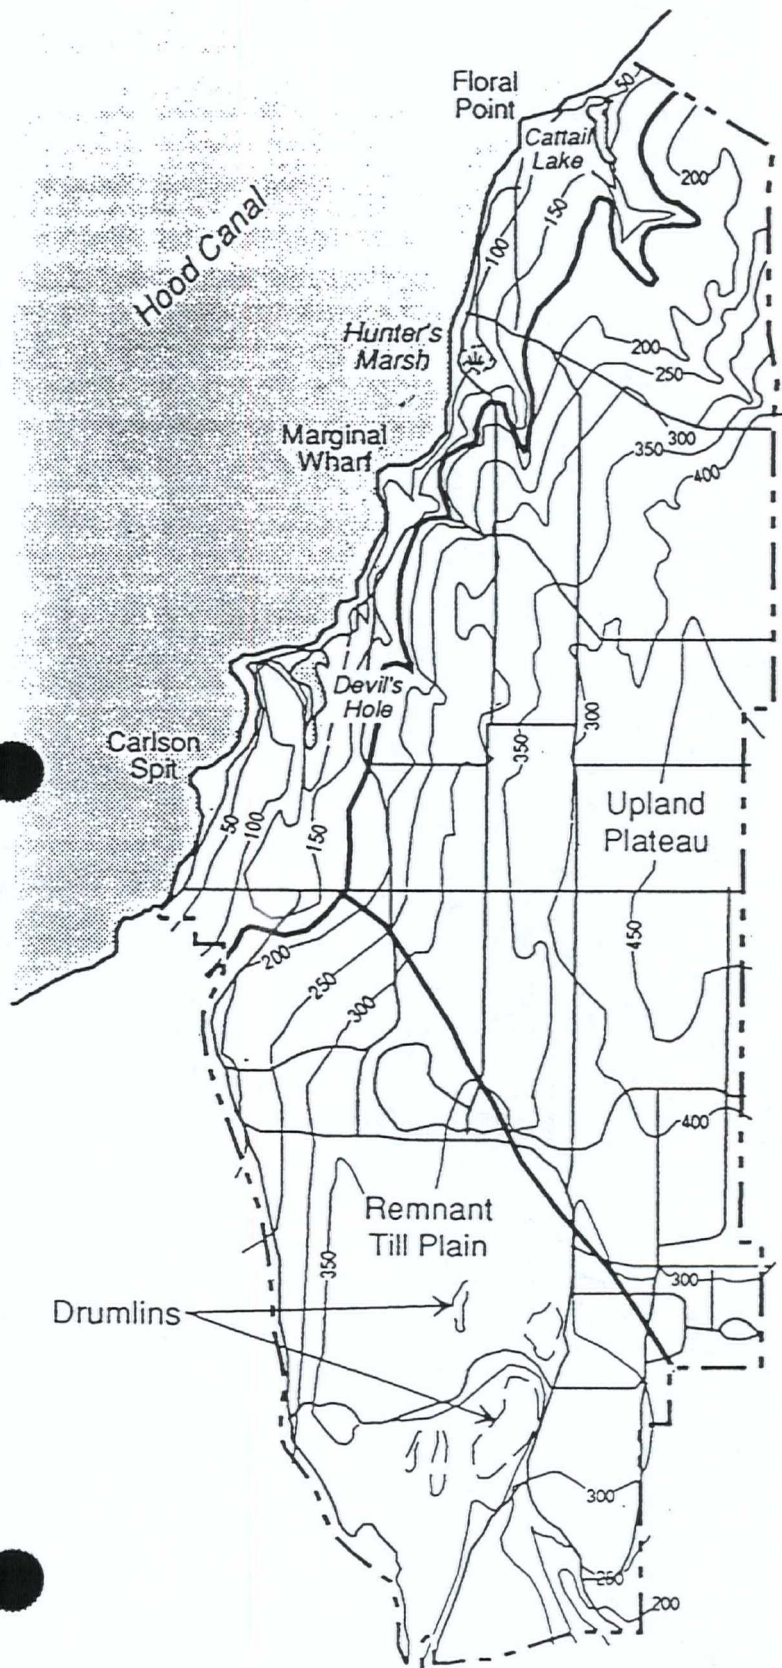 50
Floral
Point
Cattail
Lake
200
150
100
Hood Canal
Hunter's
Marsh
200
250
300
350
400
Marginal
Wharf
Devil's
Hole
300
350
Carlson
Spit
50
100
150
Upland
Plateau
450
200
250
300
400
Remnant
Till Plain
350
300
Drumlins
300
250
200